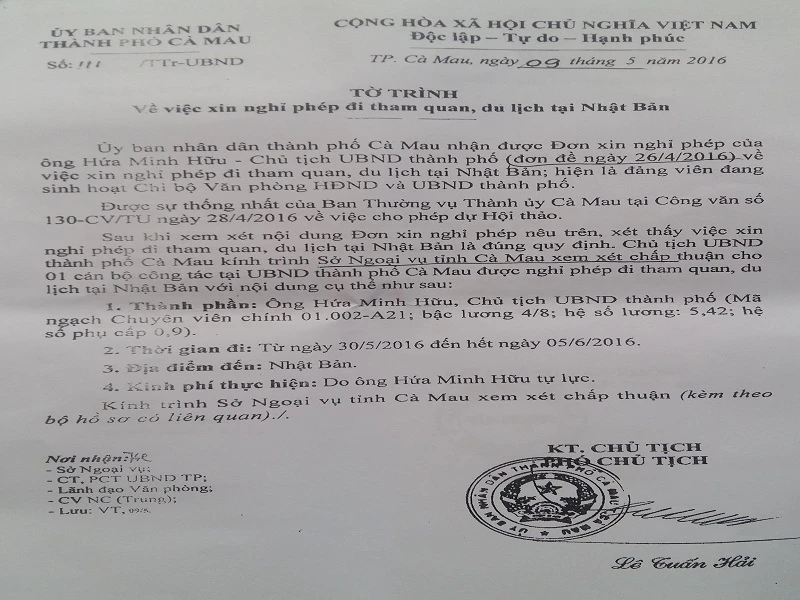 ỦY BAN NHÂN DÂN
THÀNH PHỐ CÀ MAU
Số: 111 /TTr-UBND
CỘNG HÒA XÃ HỘI CHỦ NGHĨA VIỆT NAM
Độc lập – Tự do – Hạnh phúc
TP. Cà Mau, ngày 09 tháng 5 năm 2016
TỜ TRÌNH
Về việc xin nghỉ phép đi tham quan, du lịch tại Nhật Bản
Ủy ban nhân dân thành phố Cà Mau nhận được Đơn xin nghỉ phép của
ông Hứa Minh Hữu - Chủ tịch UBND thành phố (đơn đề ngày 26/4/2016) về
việc xin nghỉ phép đi tham quan, du lịch tại Nhật Bản; hiện là đảng viên đang
sinh hoạt Chi bộ Văn phòng HĐND và UBND thành phố.
Được sự thống nhất của Ban Thường vụ Thành ủy Cà Mau tại Công văn số
130-CV/TU ngày 28/4/2016 về việc cho phép dự Hội thảo.
Sau khi xem xét nội dung Đơn xin nghỉ phép nêu trên, xét thấy việc xin
nghỉ phép đi tham quan, du lịch tại Nhật Bản là đúng quy định. Chủ tịch UBND
thành phố Cà Mau kính trình Sở Ngoại vụ tỉnh Cà Mau xem xét chấp thuận cho
01 cán bộ công tác tại UBND thành phố Cà Mau được nghỉ phép đi tham quan, du
lịch tại Nhật Bản với nội dung cụ thể như sau:
1. Thành phần: Ông Hứa Minh Hữu, Chủ tịch UBND thành phố (Mã
ngạch Chuyên viên chính 01.002-A21; bậc lương 4/8; hệ số lương: 5,42; hệ
số phụ cấp 0,9).
2. Thời gian đi: Từ ngày 30/5/2016 đến hết ngày 05/6/2016.
3. Địa điểm đến: Nhật Bản.
4. Kinh phí thực hiện: Do ông Hứa Minh Hữu tự lực.
Kính trình Sở Ngoại vụ tỉnh Cà Mau xem xét chấp thuận (kèm theo
bộ hồ sơ có liên quan)./.
Nơi nhận:
- Sở Ngoại vụ;
- CT, PCT UBND TP;
- Lãnh đạo Văn phòng;
- CV NC (Trung);
- Lưu: VT, 09/5.
KT. CHỦ TỊCH
PHÓ CHỦ TỊCH
Lê Tuấn Hải